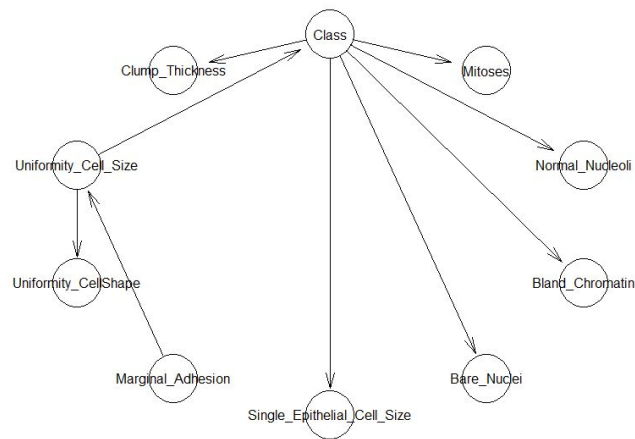 Class
Clump_Thickness
Mitoses
Uniformity_Cell_Size
Normal_Nucleoli
Uniformity_CellShape
Bland_Chromatin
Marginal_Adhesion
Bare_Nuclei
Single_Epithelial_Cell_Size